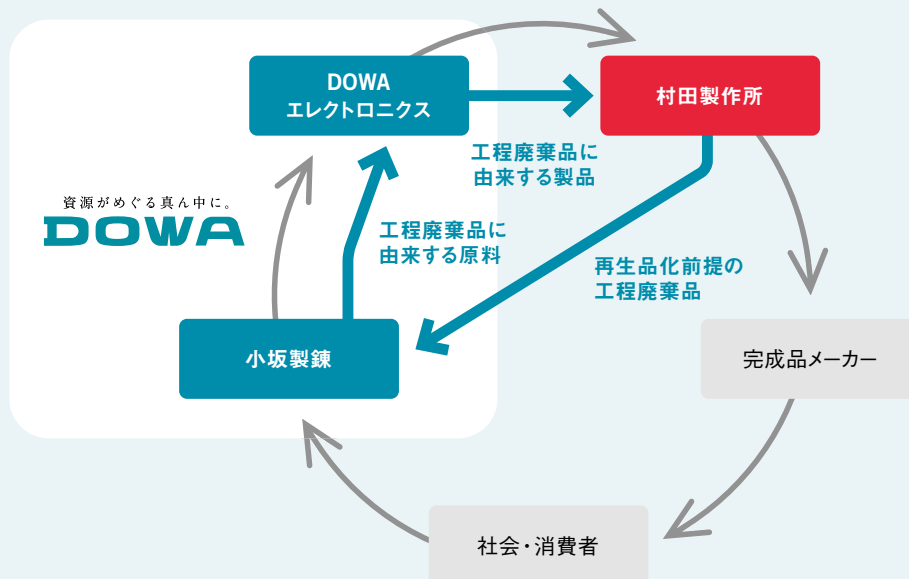 DOWA
エレクトロニクス
村田製作所
工程廃棄品に
由来する製品
資源がめぐる真ん中に。
DOWA
工程廃棄品に
由来する原料
再生品化前提の
工程廃棄品
小坂製錬
完成品メーカー
社会・消費者